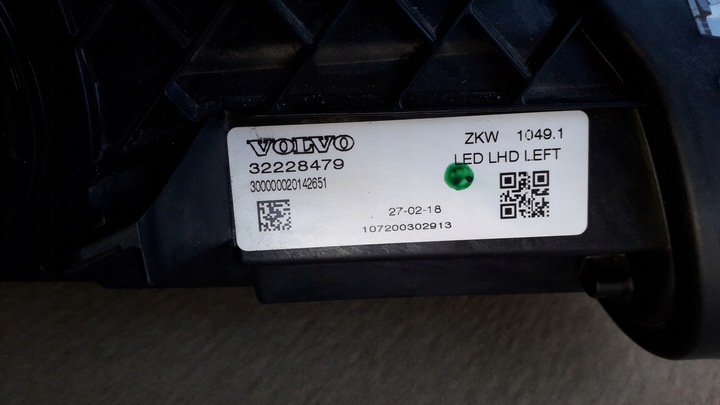 VOLVO
32228479
300000020142651
ZKW 1049.1
LED LHD LEFT
27-02-18
107200302913